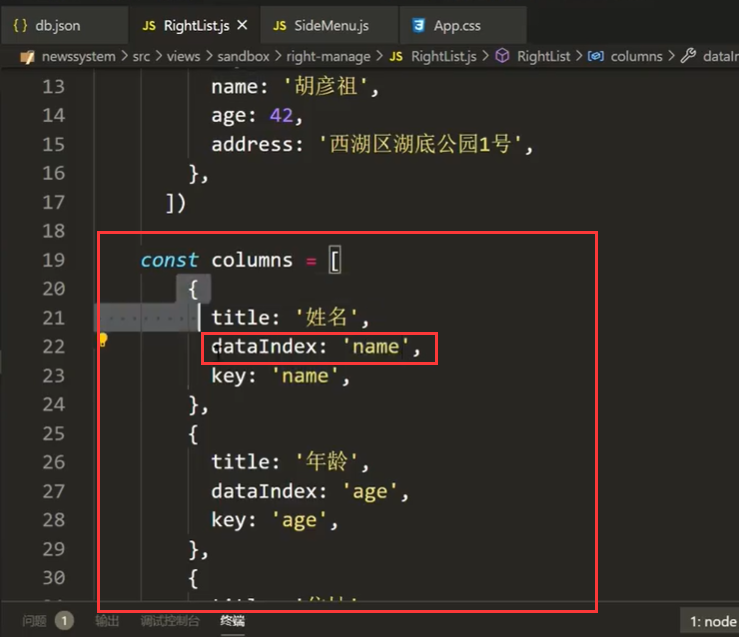 { } db.json JS RightList.js × JS SideMenu.js App.css
newssystem > src > views > sandbox > right-manage > JS RightList.js > RightList > columns > dataIn
13 name: '胡彦祖',
14 age: 42,
15 address: '西湖区湖底公园1号',
16 },
17 ])
18
19 const columns = [
20 {
21 title: '姓名',
22 dataIndex: 'name',
23 key: 'name',
24 },
25 {
26 title: '年龄',
27 dataIndex: 'age',
28 key: 'age',
29 },
30 {
问题 1 输出 调试控制台 终端 1: node